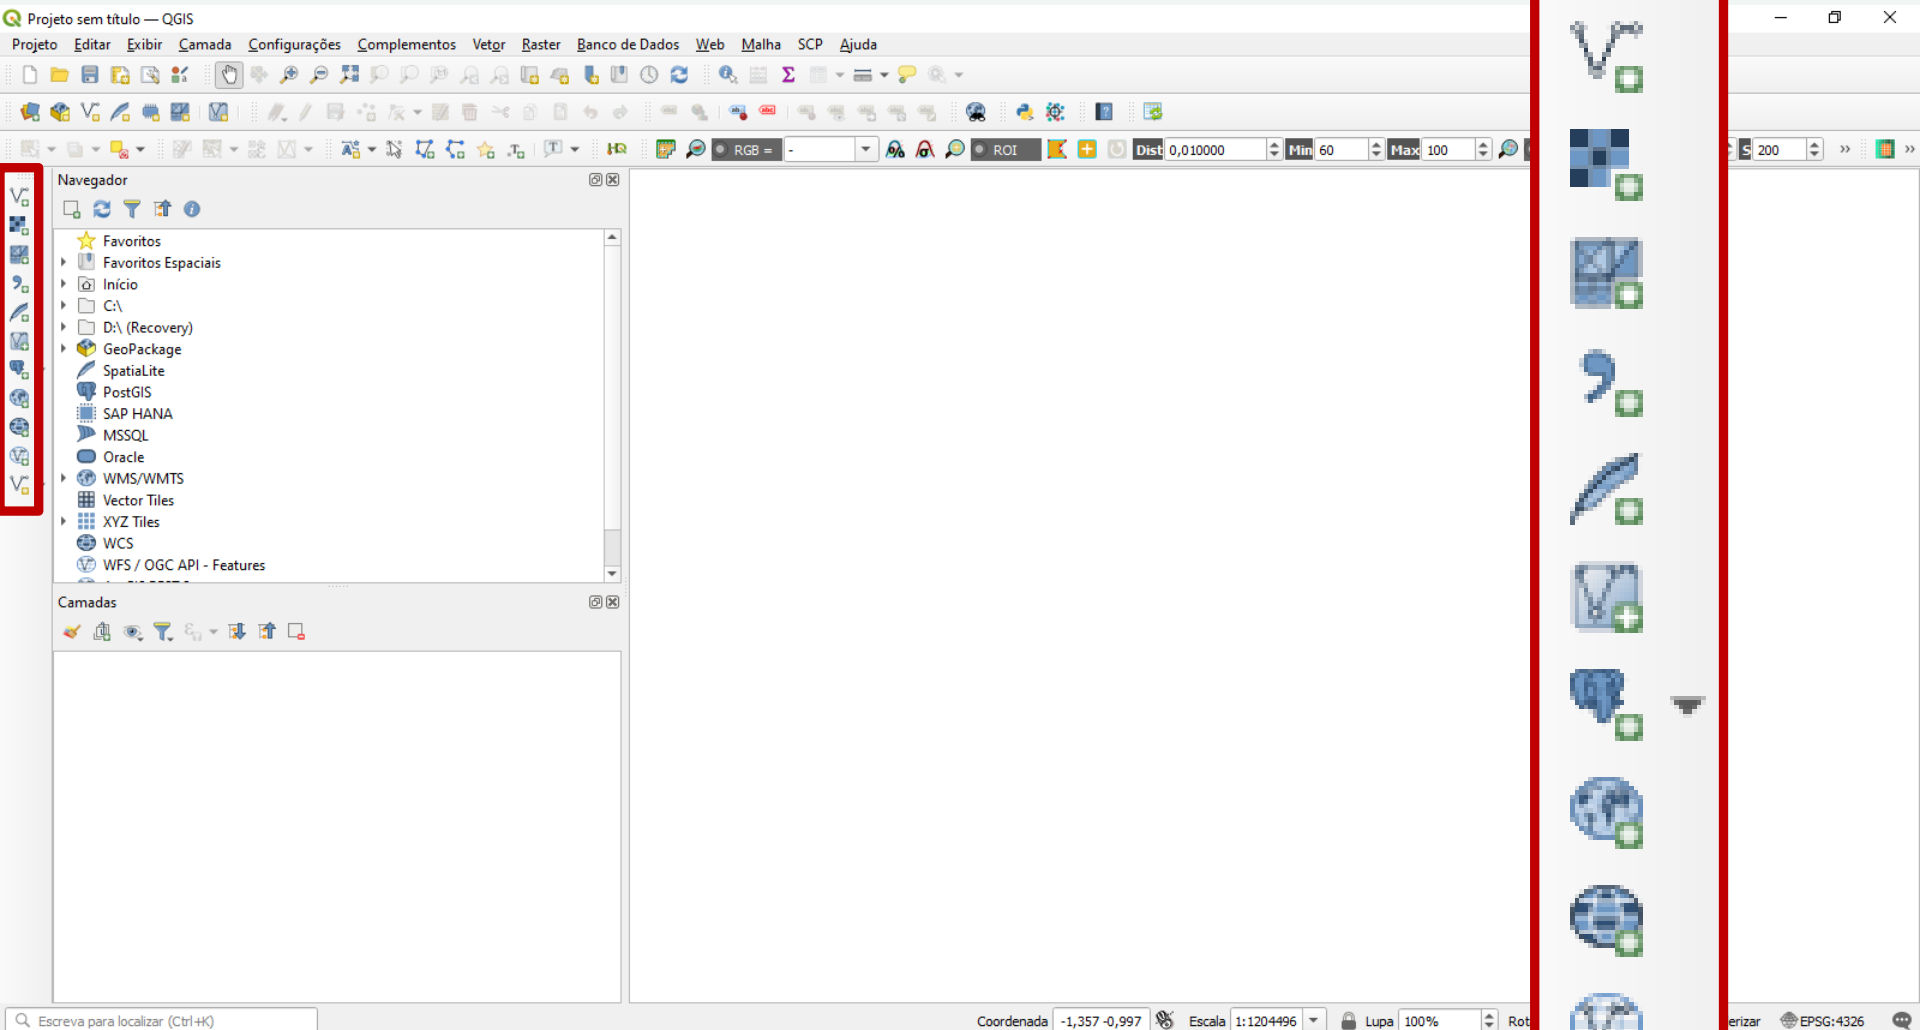 Projeto sem título — QGIS
Projeto Editar Exibir Camada Configurações Complementos Vetor Raster Banco de Dados Web Malha SCP Ajuda
RGB = - ROI Dist 0,010000 Min 60 Max 100 S 200 »
»
Navegador
Favoritos
Favoritos Espaciais
Início
C:\
D:\ (Recovery)
GeoPackage
SpatiaLite
PostGIS
SAP HANA
MSSQL
Oracle
WMS/WMTS
Vector Tiles
XYZ Tiles
WCS
WFS / OGC API - Features
Camadas
Escreva para localizar (Ctrl+K)
Coordenada -1,357 -0,997 Escala 1:1204496 Lupa 100% Rot erizar EPSG:4326